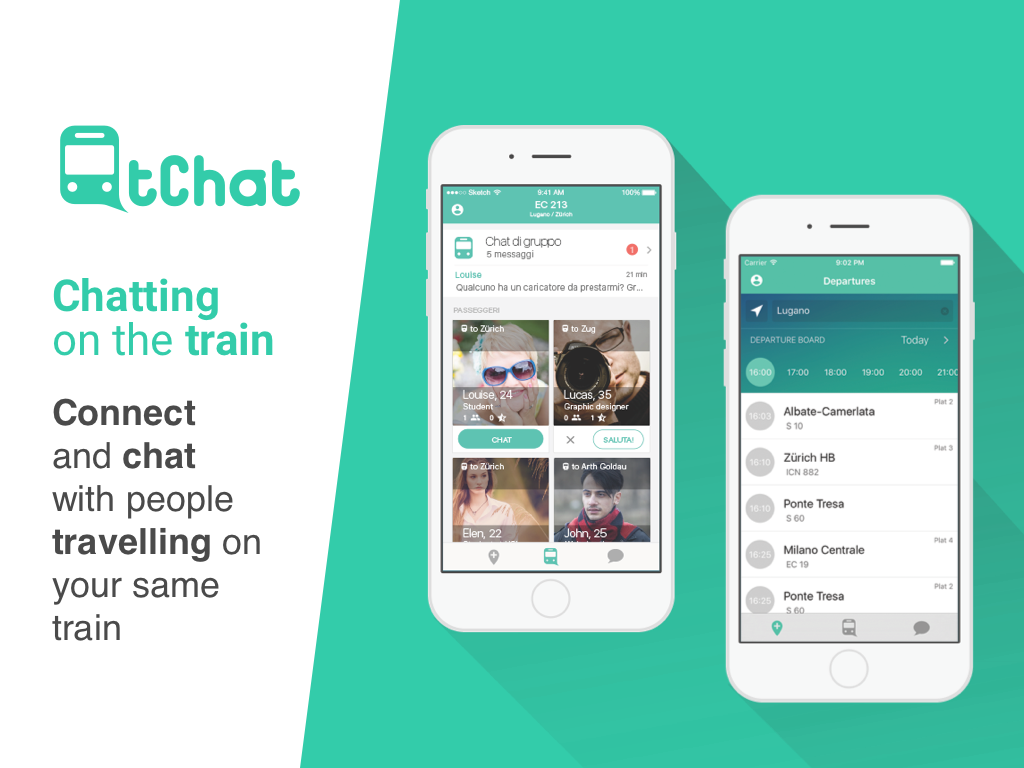 tChat
Chatting
on the train
Connect
and chat
with people
travelling on
your same
train
Sketch
9:41 AM
100%
EC 213
Lugano / Zürich
Chat di gruppo
5 messaggi
1
Louise
21 min
Qualcuno ha un caricatore da prestarmi? Gr...
PASSEGGERI
to Zürich
Louise, 24
Student
1
0
CHAT
to Zug
Lucas, 35
Graphic designer
0
1
SALUTA!
to Zürich
Elen, 22
to Arth Goldau
John, 25
Carrier
9:02 PM
Departures
Lugano
DEPARTURE BOARD
Today
16:00 17:00 18:00 19:00 20:00 21:00
Plat 2
16:03
Albate-Camerlata
S 10
Plat 3
16:10
Zürich HB
ICN 882
16:10
Ponte Tresa
S 60
Plat 4
16:25
Milano Centrale
EC 19
Plat 2
16:25
Ponte Tresa
S 60